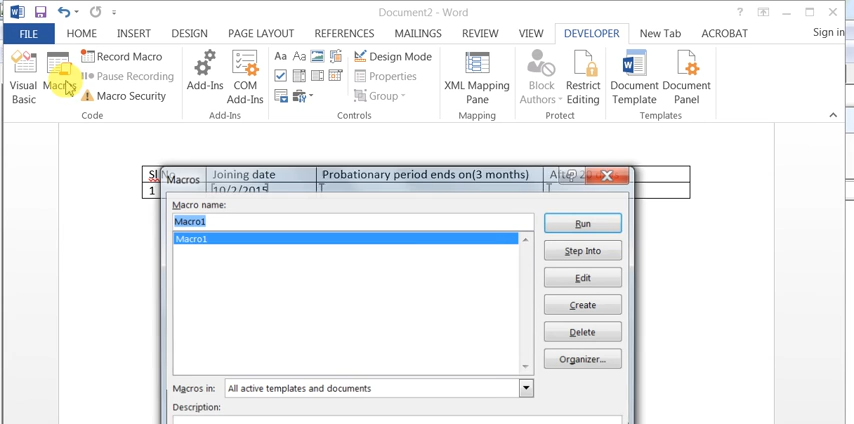 Document2 - Word
?
Sign in
FILE HOME INSERT DESIGN PAGE LAYOUT REFERENCES MAILINGS REVIEW VIEW DEVELOPER New Tab ACROBAT
Visual Basic
Macros
Record Macro
Pause Recording
Macro Security
Code
Add-Ins
COM Add-Ins
Add-Ins
Aa Aa
Design Mode
Properties
Group
Controls
XML Mapping Pane
Mapping
Block Authors
Restrict Editing
Protect
Document Template
Document Panel
Templates
Sl No Joining date Probationary period ends on(3 months)
1 10/2/2015
Macros
Macro name:
Macro1
Macro1
Run
Step Into
Edit
Create
Delete
Organizer...
Macros in: All active templates and documents
Description: